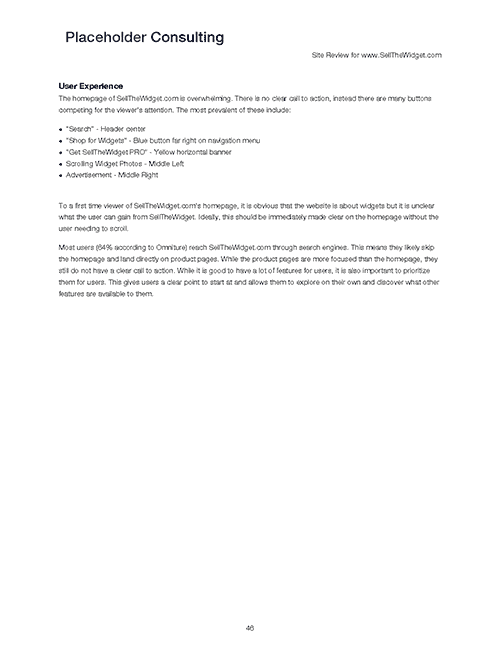 Placeholder Consulting
Site Review for www.SellTheWidget.com
User Experience
The homepage of SellTheWidget.com is overwhelming. There is no clear call to action, instead there are many buttons
competing for the viewer's attention. The most prevalent of these include:
• "Search" - Header center
• "Shop for Widgets" - Blue button far right on navigation menu
• "Get SellTheWidget PRO" - Yellow horizontal banner
• Scrolling Widget Photos - Middle Left
• Advertisement - Middle Right
To a first time viewer of SellTheWidget.com's homepage, it is obvious that the website is about widgets but it is unclear
what the user can gain from SellTheWidget. Ideally, this should be immediately made clear on the homepage without the
user needing to scroll.
Most users (64% according to Omniture) reach SellTheWidget.com through search engines. This means they likely skip
the homepage and land directly on product pages. While the product pages are more focused than the homepage, they
still do not have a clear call to action. While it is good to have a lot of features for users, it is also important to prioritize
them for users. This gives users a clear point to start at and allows them to explore on their own and discover what other
features are available to them.
46